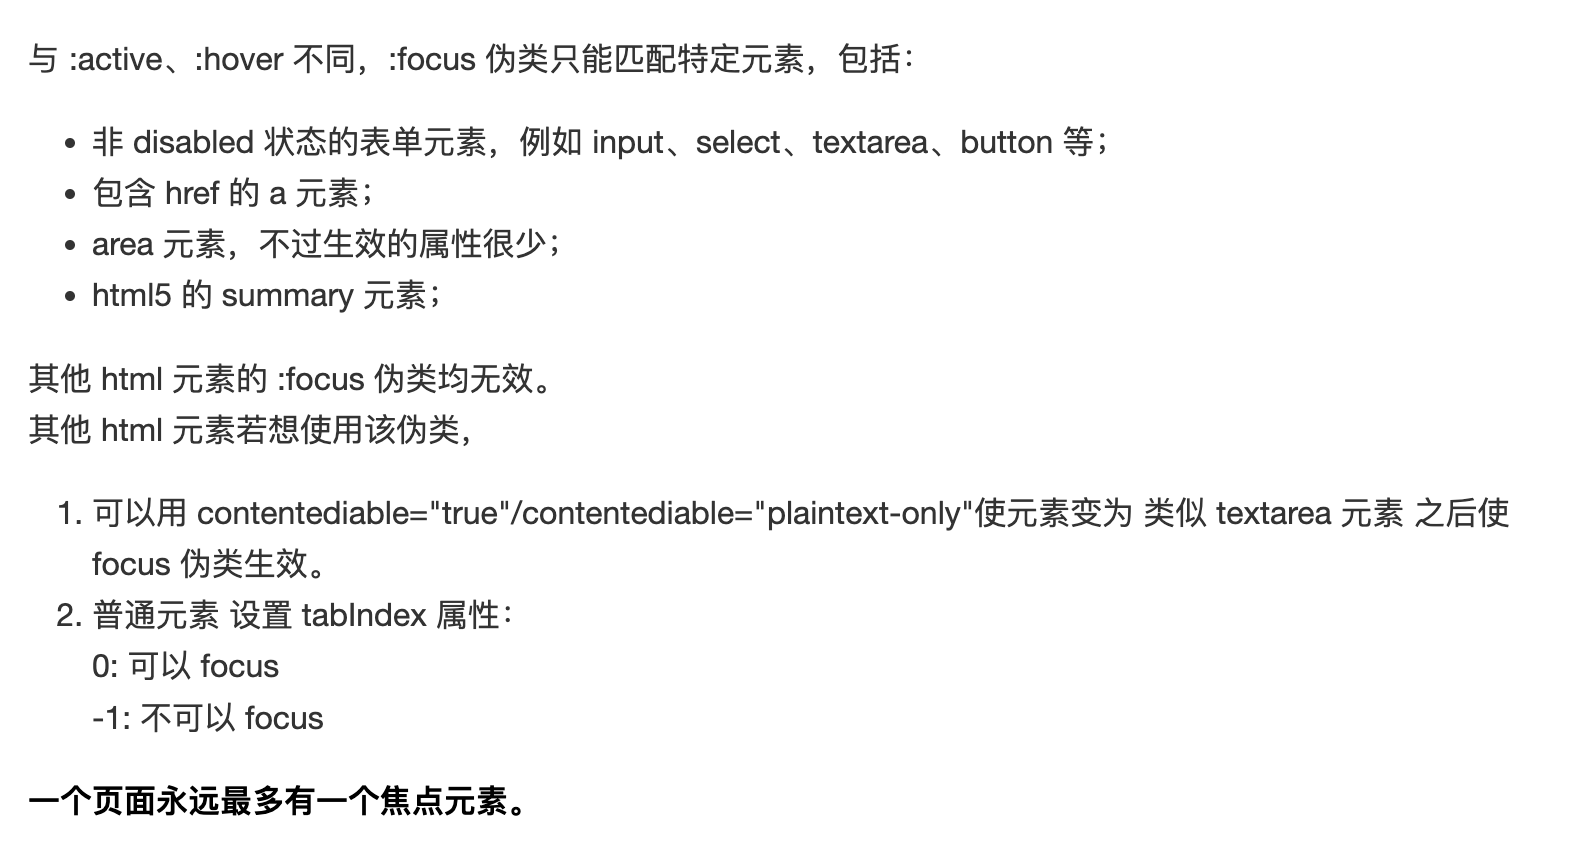 与 :active、:hover 不同，:focus 伪类只能匹配特定元素，包括：
• 非 disabled 状态的表单元素，例如 input、select、textarea、button 等；
• 包含 href 的 a 元素；
• area 元素，不过生效的属性很少；
• html5 的 summary 元素；
其他 html 元素的 :focus 伪类均无效。
其他 html 元素若想使用该伪类，
1. 可以用 contentediable="true"/contentediable="plaintext-only"使元素变为 类似 textarea 元素 之后使
focus 伪类生效。
2. 普通元素 设置 tabIndex 属性：
0: 可以 focus
-1: 不可以 focus
一个页面永远最多有一个焦点元素。